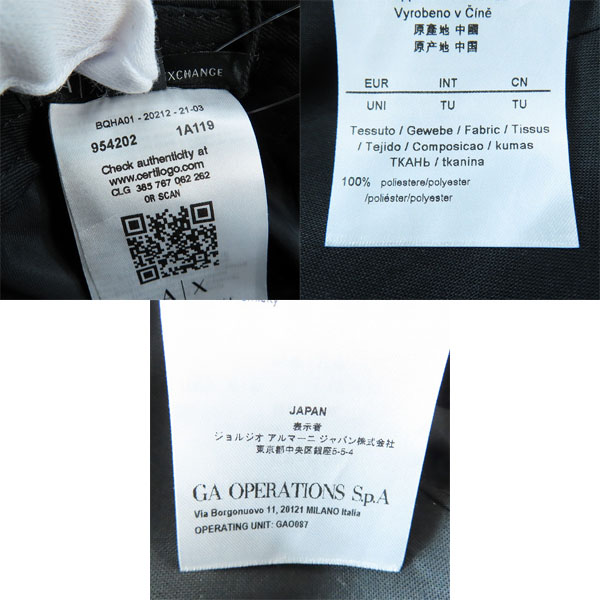 XCHANGE
BQHA01 - 20212 - 21-03
954202 1A119
Check authenticity at
www.certilogo.com
CLG 385 767 062 262
OR SCAN
A|X
Vyrobeno v Číně
原產地 中國
原产地 中国
EUR INT CN
UNI TU TU
Tessuto / Gewebe / Fabric / Tissus
/ Tejido / Composicao / kumas
ТКАНЬ / tkanina
100% poliestere/polyester
/poliéster/polyester
JAPAN
表示者
ジョルジオ アルマーニ ジャパン株式会社
東京都中央区銀座5-5-4
GA OPERATIONS S.p.A
Via Borgonuovo 11, 20121 MILANO Italia
OPERATING UNIT: GAO087